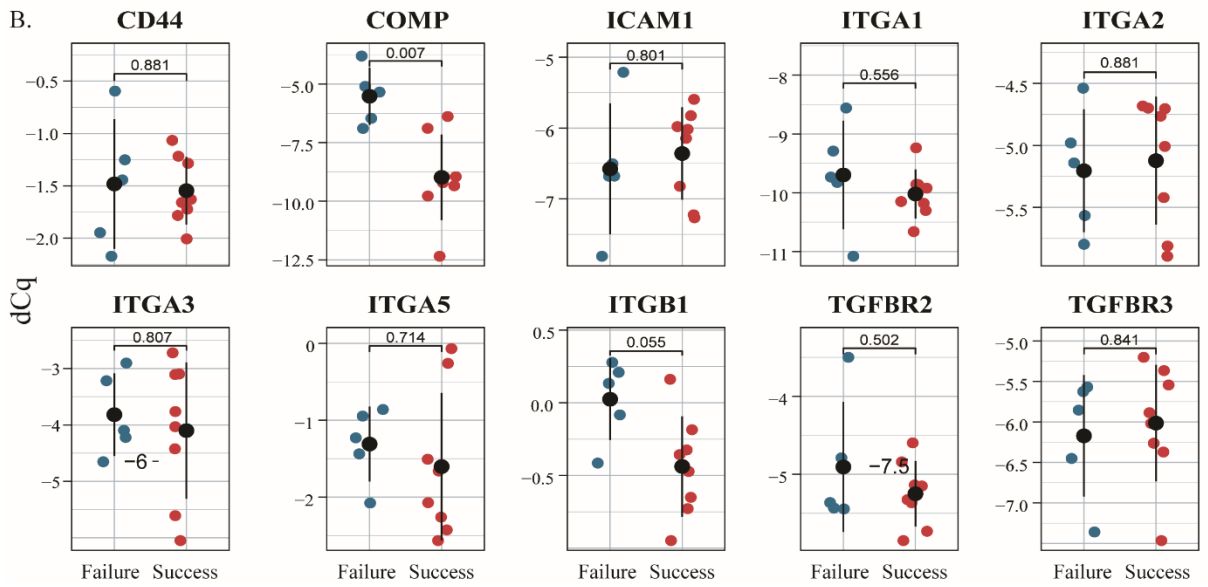 B.
CD44 COMP ICAM1 ITGA1 ITGA2
0.881 0.007 0.801 0.556 0.881
−0.5 −1.0 −1.5 −2.0
−5.0 −7.5 −10.0 −12.5
−5 −6 −7
−8 −9 −10 −11
−4.5 −5.0 −5.5
dCq
ITGA3 ITGA5 ITGB1 TGFBR2 TGFBR3
0.807 0.714 0.055 0.502 0.841
−3 −4 −5
−6 -
0 −1 −2
0.5 0.0 −0.5
−4 −5
−7.5
−5.0 −5.5 −6.0 −6.5 −7.0
Failure Success Failure Success Failure Success Failure Success Failure Success